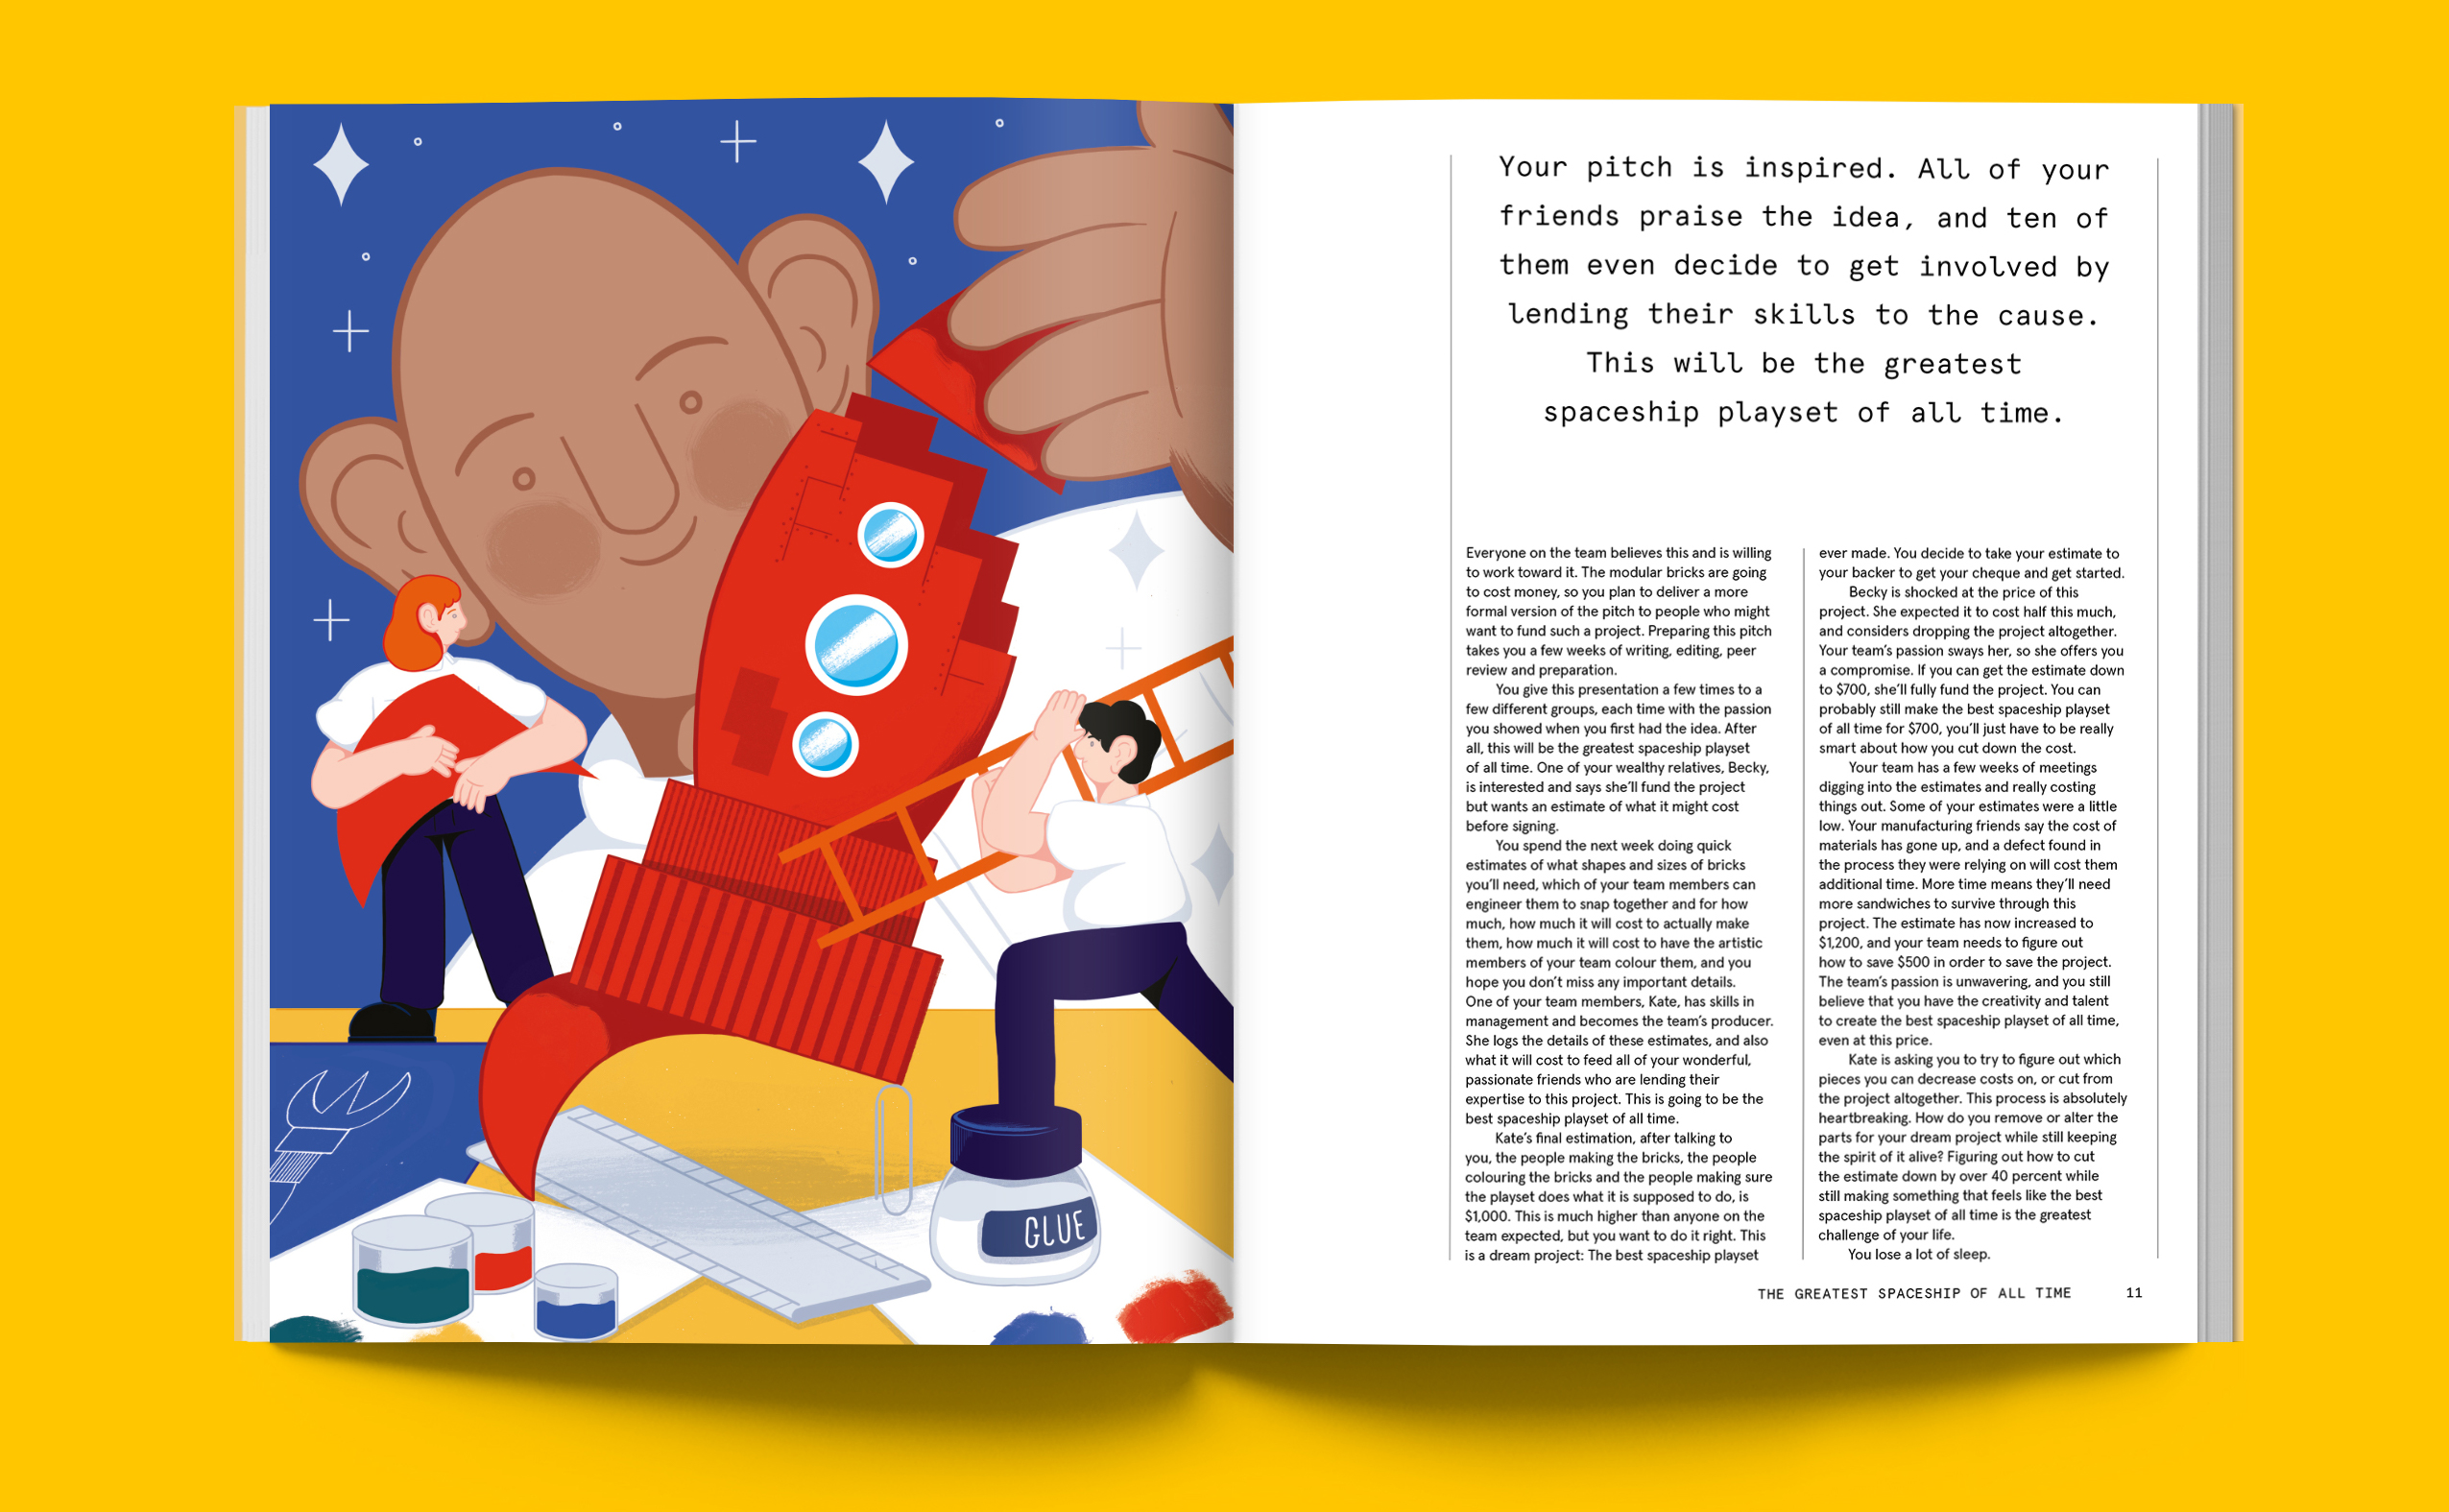 GLUE
Your pitch is inspired. All of your
friends praise the idea, and ten of
them even decide to get involved by
lending their skills to the cause.
This will be the greatest
spaceship playset of all time.
Everyone on the team believes this and is willing
to work toward it. The modular bricks are going
to cost money, so you plan to deliver a more
formal version of the pitch to people who might
want to fund such a project. Preparing this pitch
takes you a few weeks of writing, editing, peer
review and preparation.
You give this presentation a few times to a
few different groups, each time with the passion
you showed when you first had the idea. After
all, this will be the greatest spaceship playset
of all time. One of your wealthy relatives, Becky,
is interested and says she'll fund the project
but wants an estimate of what it might cost
before signing.
You spend the next week doing quick
estimates of what shapes and sizes of bricks
you'll need, which of your team members can
engineer them to snap together and for how
much, how much it will cost to actually make
them, how much it will cost to have the artistic
members of your team colour them, and you
hope you don't miss any important details.
One of your team members, Kate, has skills in
management and becomes the team's producer.
She logs the details of these estimates, and also
what it will cost to feed all of your wonderful,
passionate friends who are lending their
expertise to this project. This is going to be the
best spaceship playset of all time.
Kate's final estimation, after talking to
you, the people making the bricks, the people
colouring the bricks and the people making sure
the playset does what it is supposed to do, is
$1,000. This is much higher than anyone on the
team expected, but you want to do it right. This
is a dream project: The best spaceship playset
ever made. You decide to take your estimate to
your backer to get your cheque and get started.
Becky is shocked at the price of this
project. She expected it to cost half this much,
and considers dropping the project altogether.
Your team's passion sways her, so she offers you
a compromise. If you can get the estimate down
to $700, she'll fully fund the project. You can
probably still make the best spaceship playset
of all time for $700, you'll just have to be really
smart about how you cut down the cost.
Your team has a few weeks of meetings
digging into the estimates and really costing
things out. Some of your estimates were a little
low. Your manufacturing friends say the cost of
materials has gone up, and a defect found in
the process they were relying on will cost them
additional time. More time means they'll need
more sandwiches to survive through this
project. The estimate has now increased to
$1,200, and your team needs to figure out
how to save $500 in order to save the project.
The team's passion is unwavering, and you still
believe that you have the creativity and talent
to create the best spaceship playset of all time,
even at this price.
Kate is asking you to try to figure out which
pieces you can decrease costs on, or cut from
the project altogether. This process is absolutely
heartbreaking. How do you remove or alter the
parts for your dream project while still keeping
the spirit of it alive? Figuring out how to cut
the estimate down by over 40 percent while
still making something that feels like the best
spaceship playset of all time is the greatest
challenge of your life.
You lose a lot of sleep.
THE GREATEST SPACESHIP OF ALL TIME 11